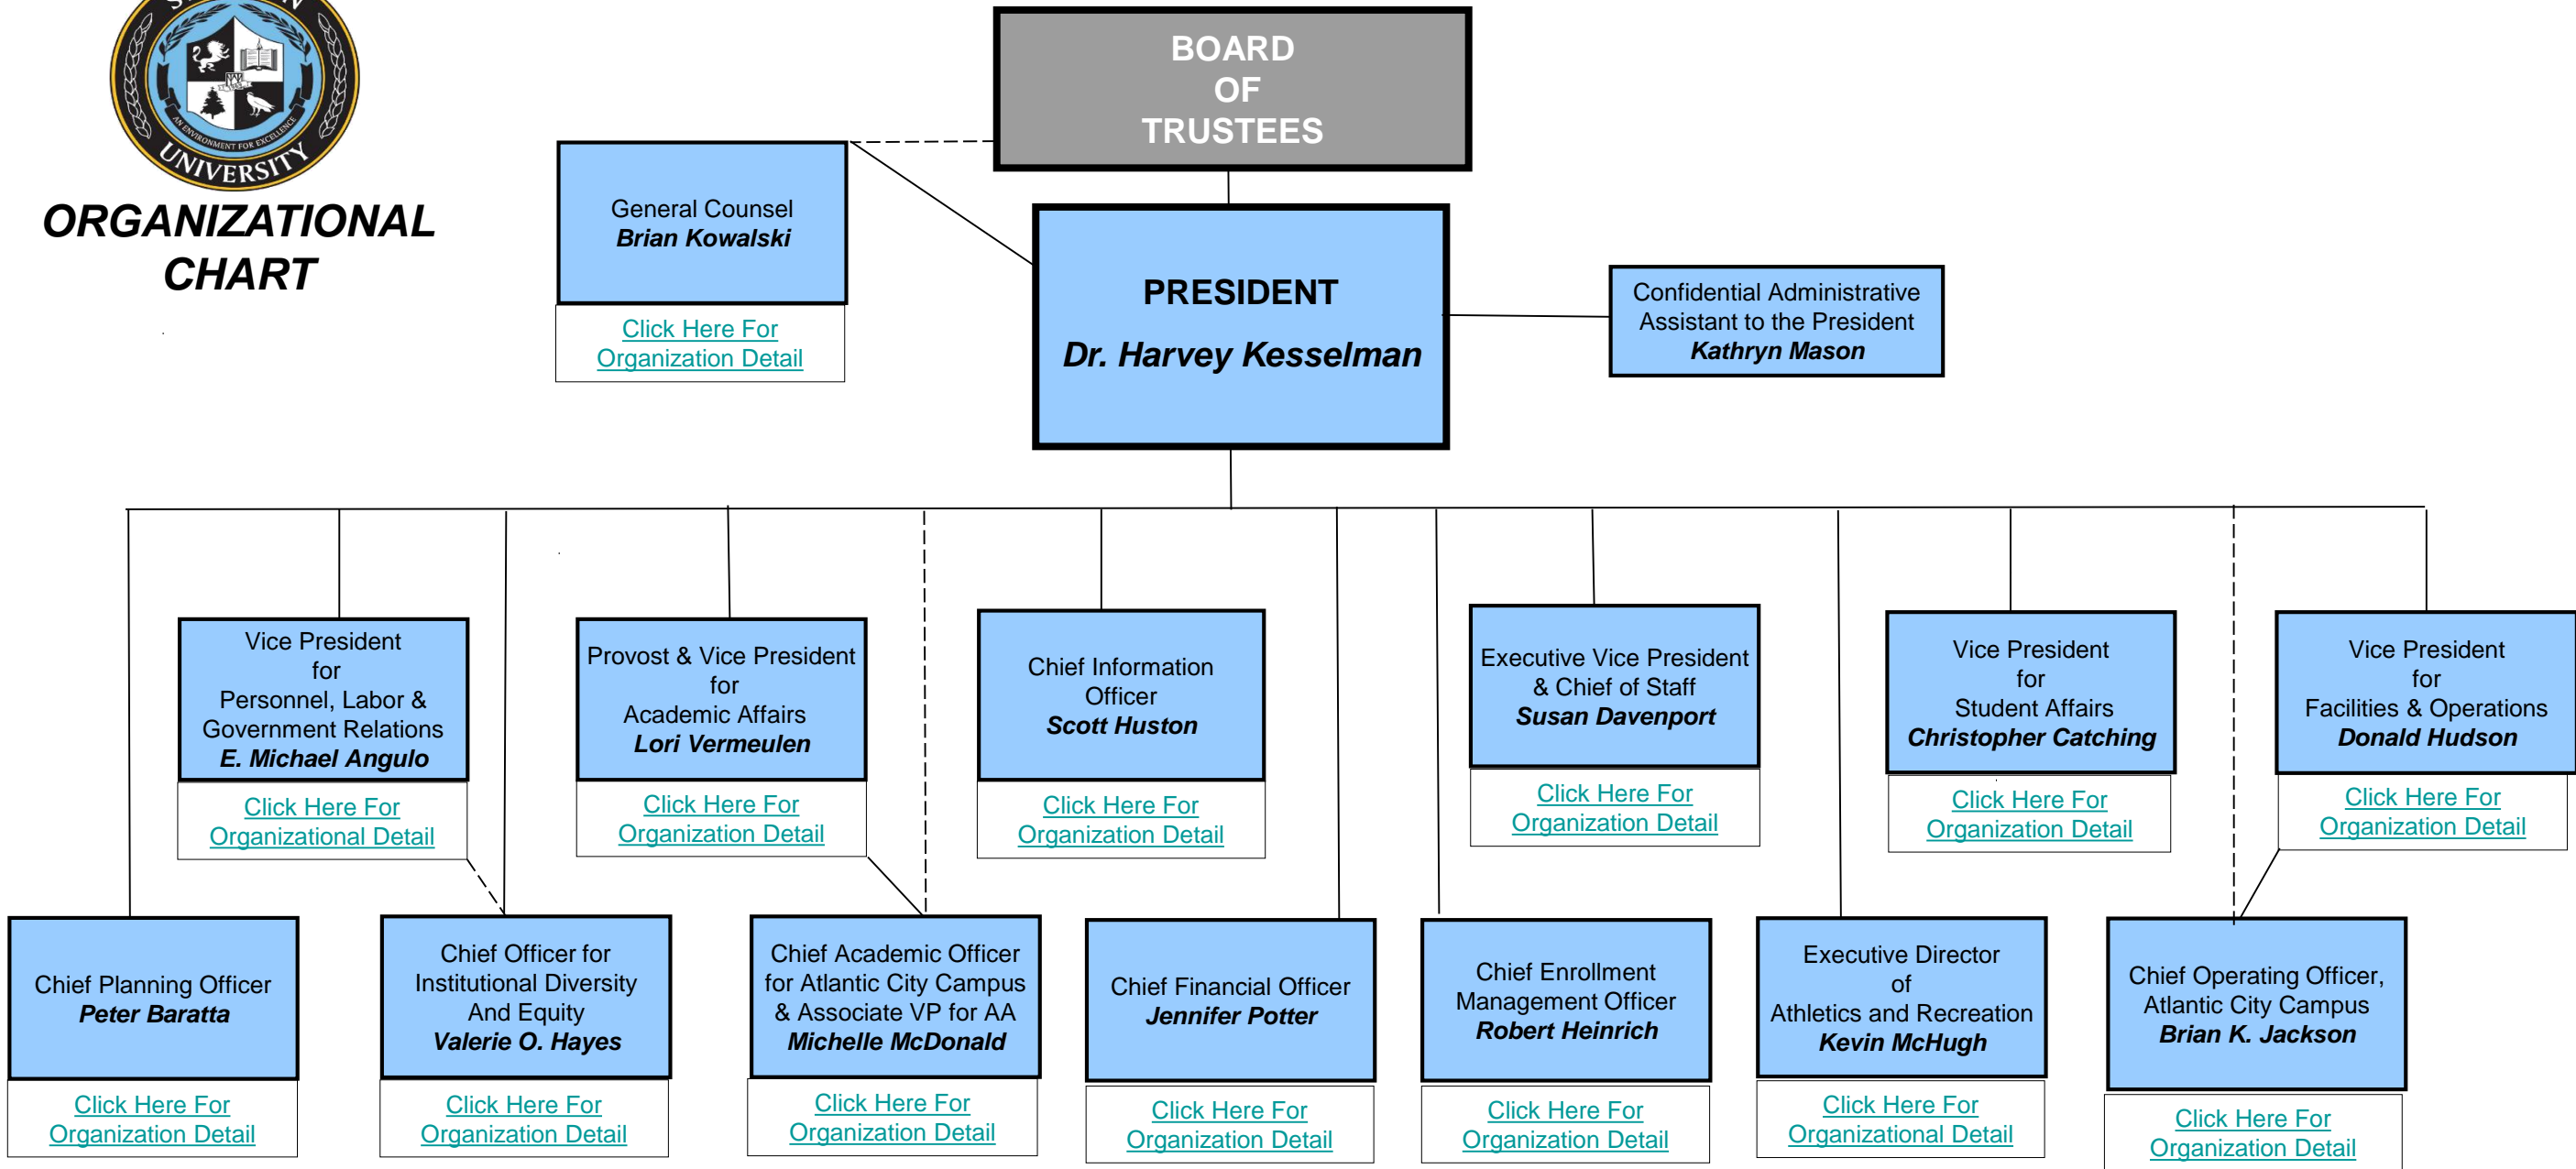 UNIVERSITY
AN ENVIRONMENT FOR EXCELLENCE
ORGANIZATIONAL
CHART
BOARD
OF
TRUSTEES
General Counsel
Brian Kowalski
Click Here For
Organization Detail
PRESIDENT
Dr. Harvey Kesselman
Confidential Administrative
Assistant to the President
Kathryn Mason
Vice President
for
Personnel, Labor &
Government Relations
E. Michael Angulo
Click Here For
Organizational Detail
Provost & Vice President
for
Academic Affairs
Lori Vermeulen
Click Here For
Organization Detail
Chief Information
Officer
Scott Huston
Click Here For
Organization Detail
Executive Vice President
& Chief of Staff
Susan Davenport
Click Here For
Organization Detail
Vice President
for
Student Affairs
Christopher Catching
Click Here For
Organization Detail
Vice President
for
Facilities & Operations
Donald Hudson
Click Here For
Organization Detail
Chief Planning Officer
Peter Baratta
Click Here For
Organization Detail
Chief Officer for
Institutional Diversity
And Equity
Valerie O. Hayes
Click Here For
Organization Detail
Chief Academic Officer
for Atlantic City Campus
& Associate VP for AA
Michelle McDonald
Click Here For
Organization Detail
Chief Financial Officer
Jennifer Potter
Click Here For
Organization Detail
Chief Enrollment
Management Officer
Robert Heinrich
Click Here For
Organization Detail
Executive Director
of
Athletics and Recreation
Kevin McHugh
Click Here For
Organizational Detail
Chief Operating Officer,
Atlantic City Campus
Brian K. Jackson
Click Here For
Organization Detail